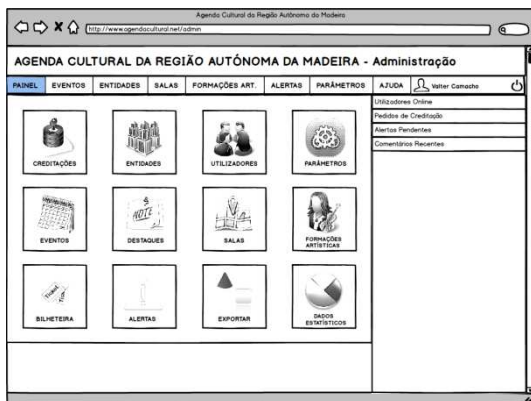 Agenda Cultural da Região Autónoma da Madeira
http://www.agendacultural.net/admin
AGENDA CULTURAL DA REGIÃO AUTÓNOMA DA MADEIRA - Administração
PAINEL EVENTOS ENTIDADES SALAS FORMAÇÕES ART. ALERTAS PARÂMETROS AJUDA Valter Camacho
Utilizadores Online
Pedidos de Creditação
Alertas Pendentes
Comentários Recentes
CREDITAÇÕES ENTIDADES UTILIZADORES PARÂMETROS
NOTE
EVENTOS DESTAQUES SALAS FORMAÇÕES
ARTÍSTICAS
BILHETEIRA ALERTAS EXPORTAR DADOS
ESTATÍSTICOS